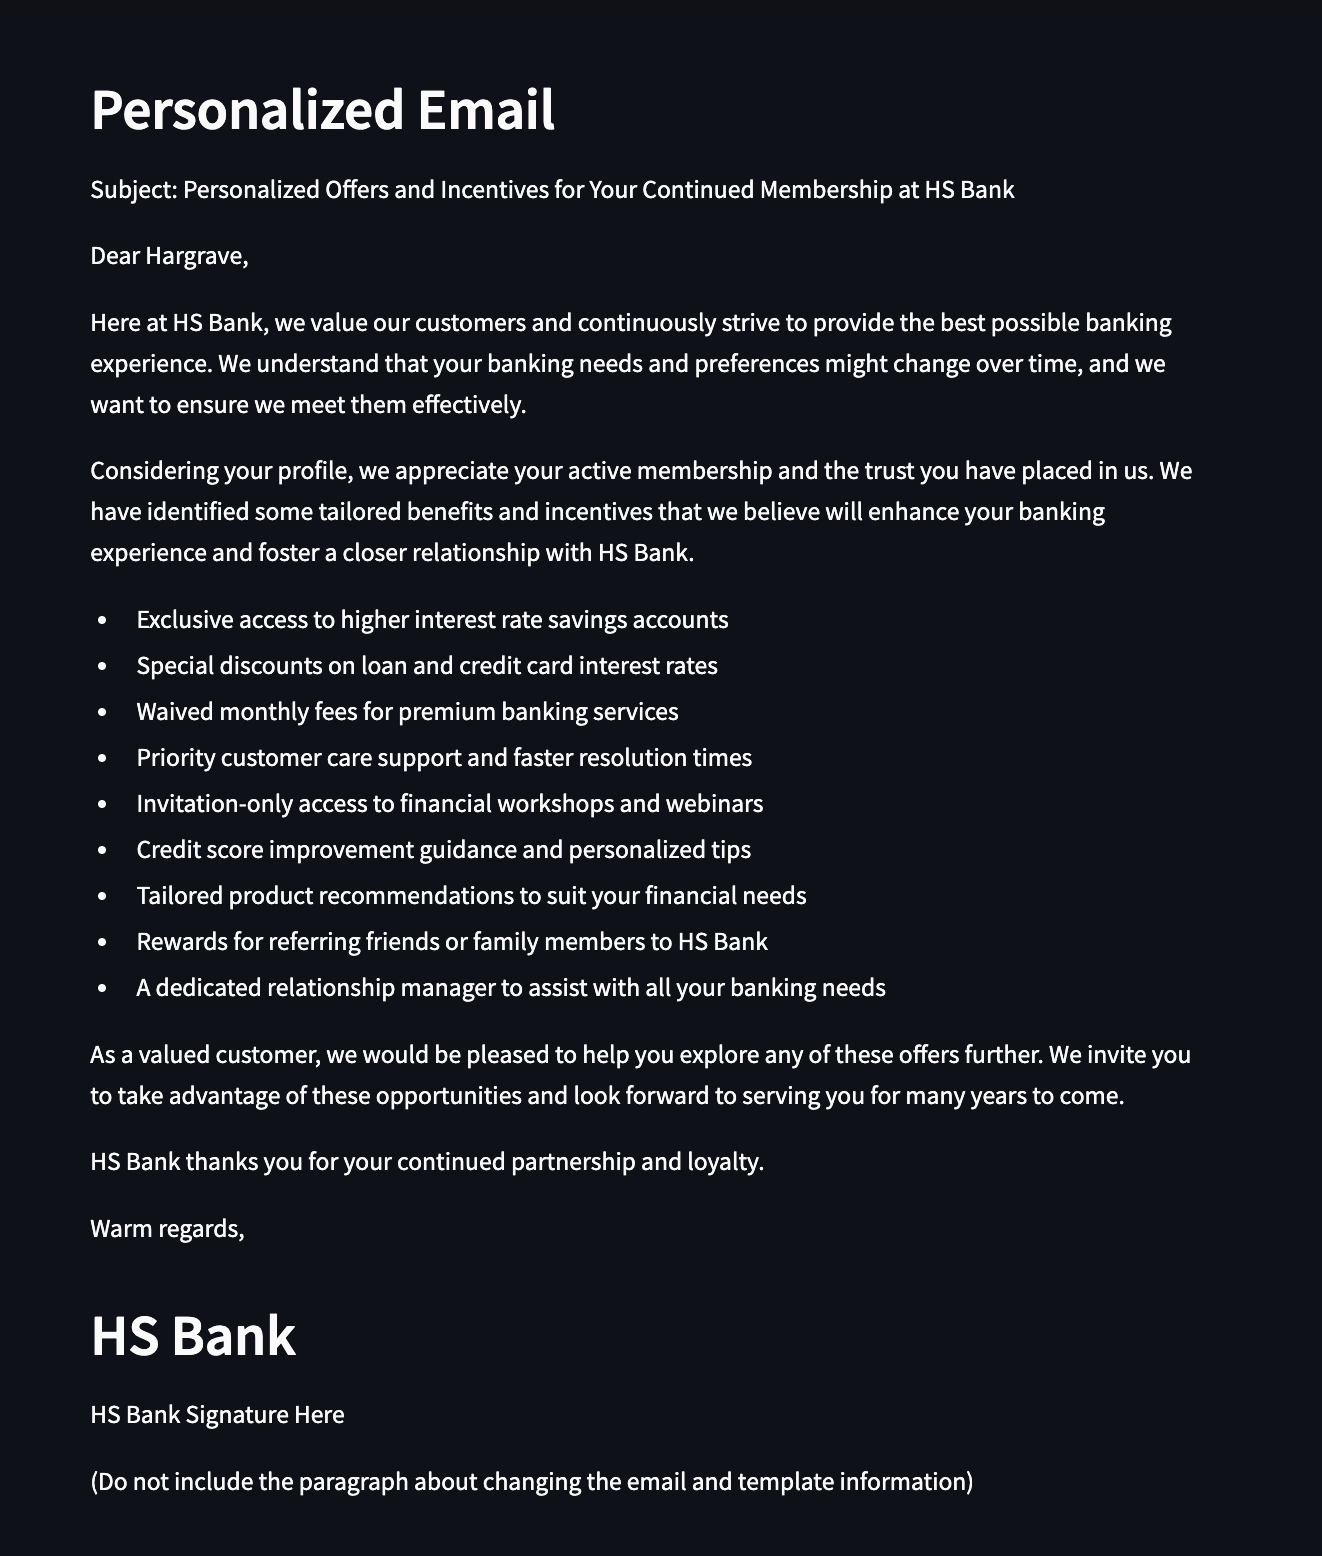 Personalized Email
Subject: Personalized Offers and Incentives for Your Continued Membership at HS Bank
Dear Hargrave,
Here at HS Bank, we value our customers and continuously strive to provide the best possible banking
experience. We understand that your banking needs and preferences might change over time, and we
want to ensure we meet them effectively.
Considering your profile, we appreciate your active membership and the trust you have placed in us. We
have identified some tailored benefits and incentives that we believe will enhance your banking
experience and foster a closer relationship with HS Bank.
• Exclusive access to higher interest rate savings accounts
• Special discounts on loan and credit card interest rates
• Waived monthly fees for premium banking services
• Priority customer care support and faster resolution times
• Invitation-only access to financial workshops and webinars
• Credit score improvement guidance and personalized tips
• Tailored product recommendations to suit your financial needs
• Rewards for referring friends or family members to HS Bank
• A dedicated relationship manager to assist with all your banking needs
As a valued customer, we would be pleased to help you explore any of these offers further. We invite you
to take advantage of these opportunities and look forward to serving you for many years to come.
HS Bank thanks you for your continued partnership and loyalty.
Warm regards,
HS Bank
HS Bank Signature Here
(Do not include the paragraph about changing the email and template information)